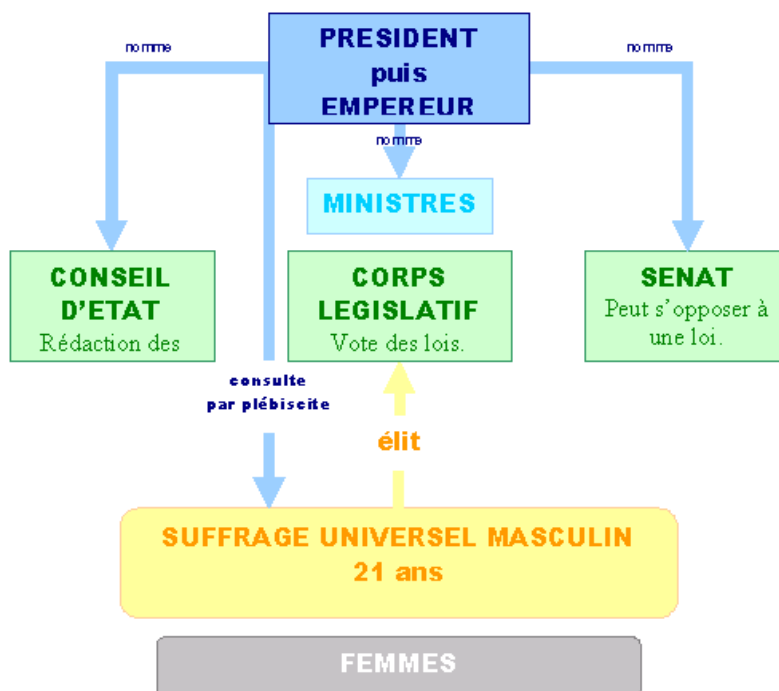 PRESIDENT
puis
EMPEREUR
nomme
nomme
nomme
MINISTRES
CONSEIL
D'ETAT
Rédaction des
CORPS
LEGISLATIF
Vote des lois.
SENAT
Peut s'opposer à
une loi.
consulte
par plébiscite
élit
SUFFRAGE UNIVERSEL MASCULIN
21 ans
FEMMES